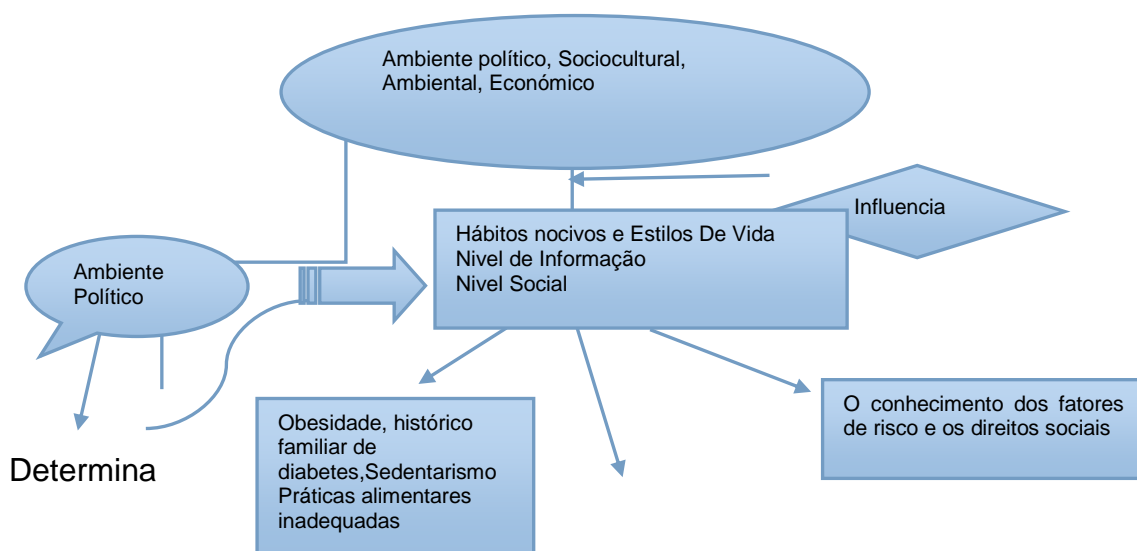 Ambiente político, Sociocultural,
Ambiental, Económico
Influencia
Hábitos nocivos e Estilos De Vida
Nivel de Informação
Nivel Social
Ambiente
Político
O conhecimento dos fatores
de risco e os direitos sociais
Obesidade, histórico
familiar de
diabetes,Sedentarismo
Práticas alimentares
inadequadas
Determina